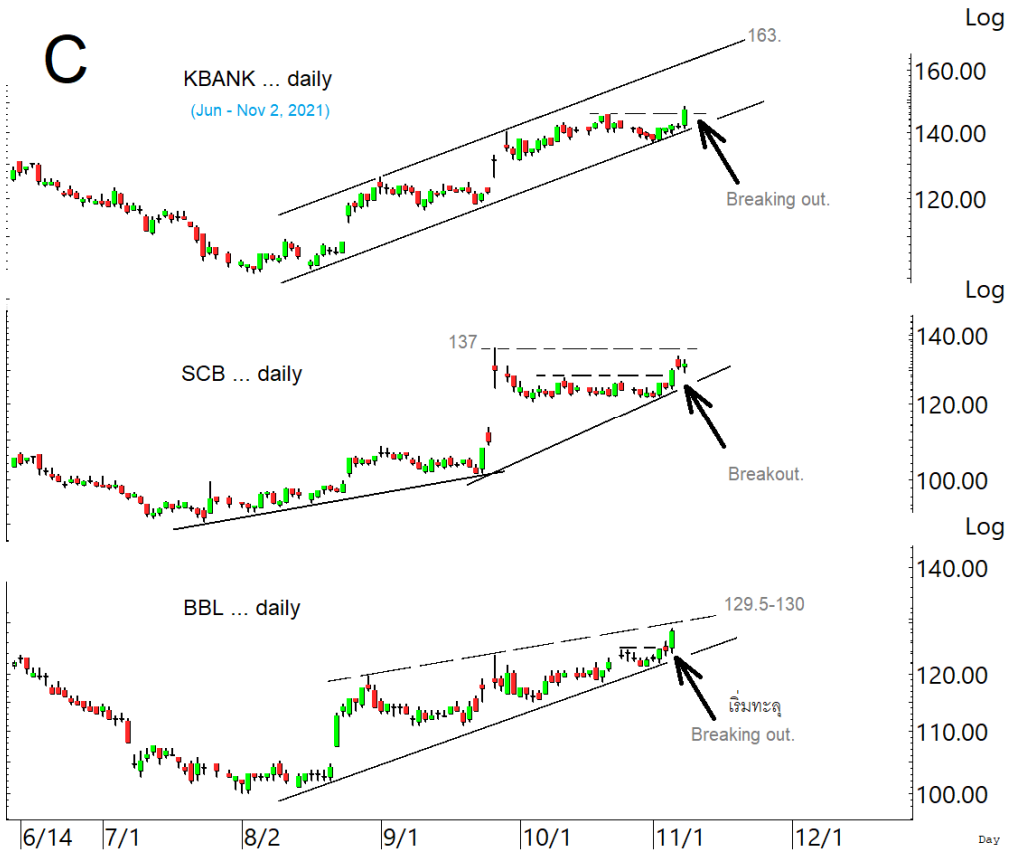 Log
C
KBANK ... daily
(Jun - Nov 2, 2021)
163.
160.00
140.00
120.00
Breaking out.
Log
137
SCB ... daily
140.00
120.00
100.00
Breakout.
Log
BBL ... daily
129.5-130
140.00
120.00
110.00
100.00
เริ่มทะลุ
Breaking out.
6/14 7/1 8/2 9/1 10/1 11/1 12/1 Day